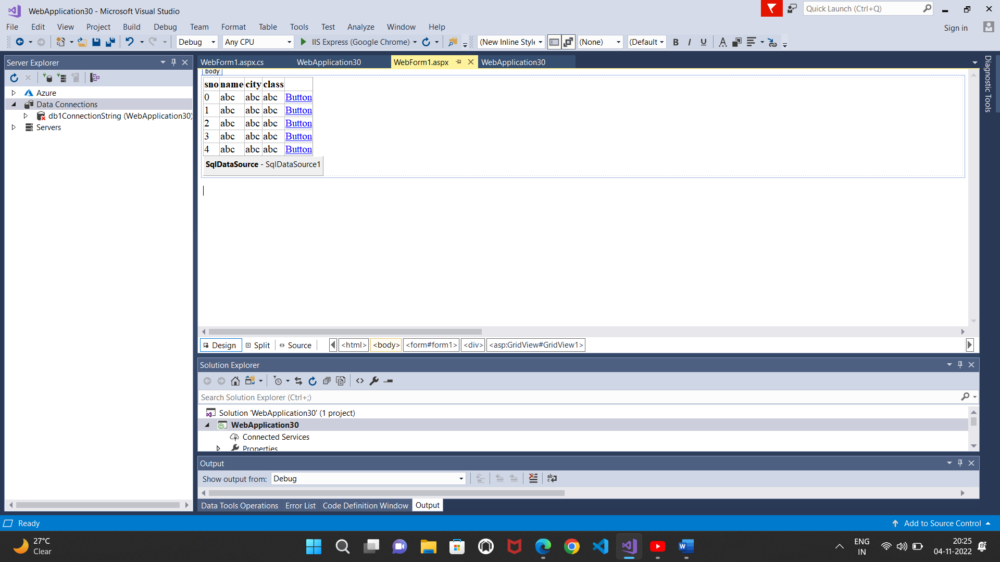 WebApplication30 - Microsoft Visual Studio
Quick Launch (Ctrl+Q)
File Edit View Project Build Debug Team Format Table Tools Test Analyze Window Help
Sign in
Debug Any CPU IIS Express (Google Chrome) (New Inline Style (None) (Default B I U
Server Explorer
WebForm1.aspx.cs WebApplication30 WebForm1.aspx WebApplication30
Diagnostic Tools
Azure
Data Connections
db1ConnectionString (WebApplication30)
Servers
body
sno name city class
0 abc abc abc Button
1 abc abc abc Button
2 abc abc abc Button
3 abc abc abc Button
4 abc abc abc Button
SqlDataSource - SqlDataSource1
Design Split Source <html> <body> <form#form1> <div> <asp:GridView#GridView1>
Solution Explorer
Search Solution Explorer (Ctrl+;)
Solution 'WebApplication30' (1 project)
WebApplication30
Connected Services
Properties
Output
Show output from: Debug
Data Tools Operations Error List Code Definition Window Output
Ready
Add to Source Control
27°C
Clear
ENG
IN
20:25
04-11-2022